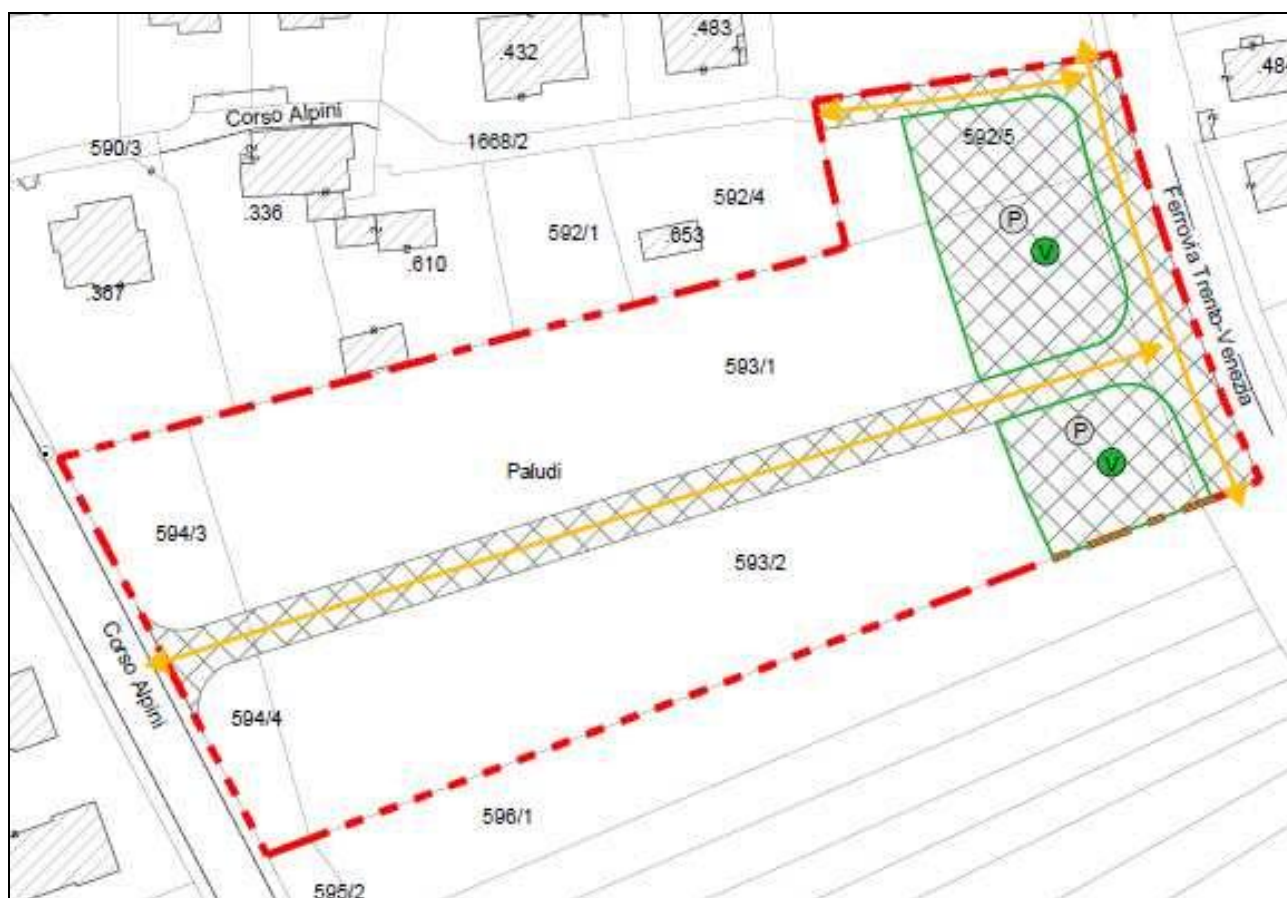 .432
.483
.484
Corso Alpini
590/3
1668/2
592/5
.336
592/4
592/1
.653
.367
.610
P
V
Ferrovia Trento-Venezia
593/1
P
V
Paludi
594/3
593/2
Corso Alpini
594/4
596/1
595/2